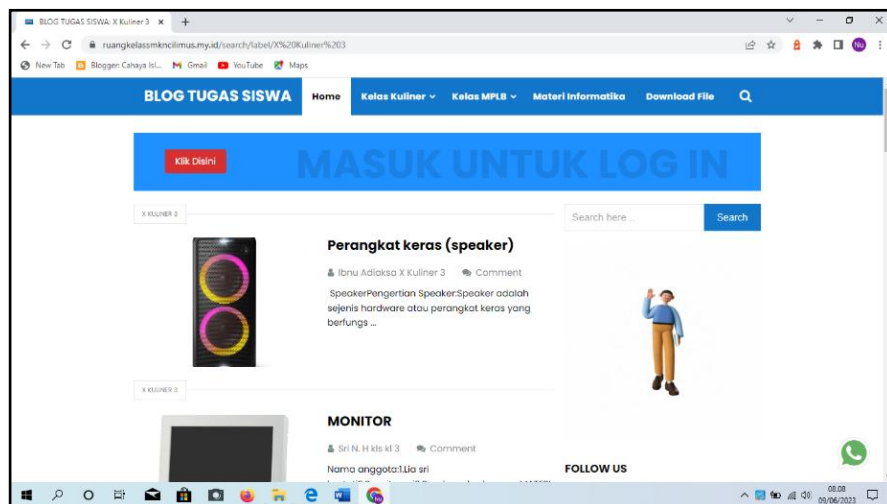 BLOG TUGAS SISWA: X Kuliner 3
ruangkelassmkncilimus.my.id/search/label/X%20Kuliner%203
Nu
New Tab Blogger: Cahaya Isl... Gmail YouTube Maps
BLOG TUGAS SISWA Home Kelas Kuliner Kelas MPLB Materi Informatika Download File
Klik Disini MASUK UNTUK LOG IN
X KULINER 3
Search here... Search
Perangkat keras (speaker)
Ibnu Adiaksa X Kuliner 3 Comment
SpeakerPengertian Speaker:Speaker adalah
sejenis hardware atau perangkat keras yang
berfungs ...
X KULINER 3
MONITOR
Sri N. H kls kl 3 Comment
Nama anggota:1.Lia sri
FOLLOW US
08.08
09/06/2023